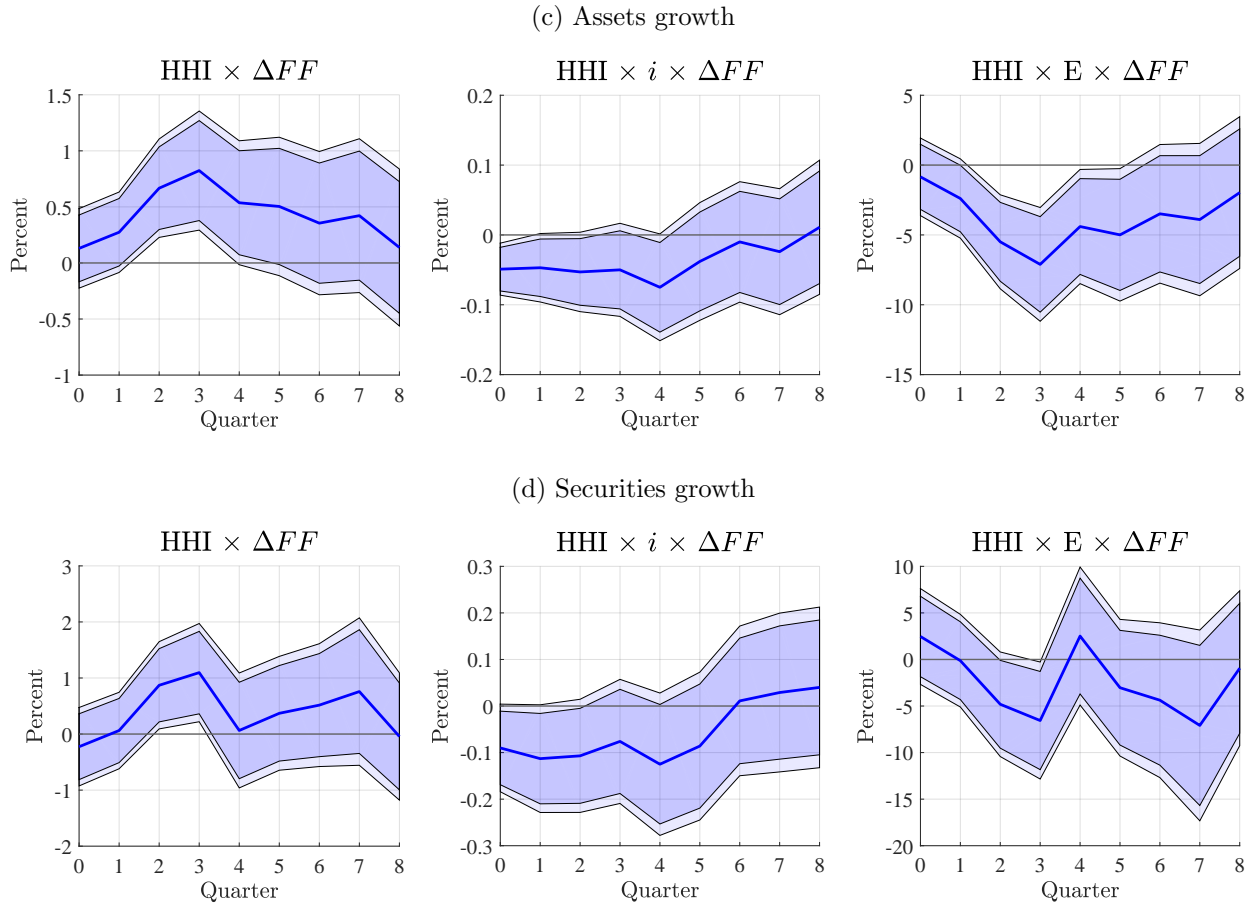 (c) Assets growth
HHI × ΔFF
HHI × i × ΔFF
HHI × E × ΔFF
Percent
1.5
1
0.5
0
-0.5
-1
0 1 2 3 4 5 6 7 8
Quarter
Percent
0.2
0.1
0
-0.1
-0.2
0 1 2 3 4 5 6 7 8
Quarter
Percent
5
0
-5
-10
-15
0 1 2 3 4 5 6 7 8
Quarter
(d) Securities growth
HHI × ΔFF
HHI × i × ΔFF
HHI × E × ΔFF
Percent
3
2
1
0
-1
-2
0 1 2 3 4 5 6 7 8
Quarter
Percent
0.3
0.2
0.1
0
-0.1
-0.2
-0.3
0 1 2 3 4 5 6 7 8
Quarter
Percent
10
5
0
-5
-10
-15
-20
0 1 2 3 4 5 6 7 8
Quarter